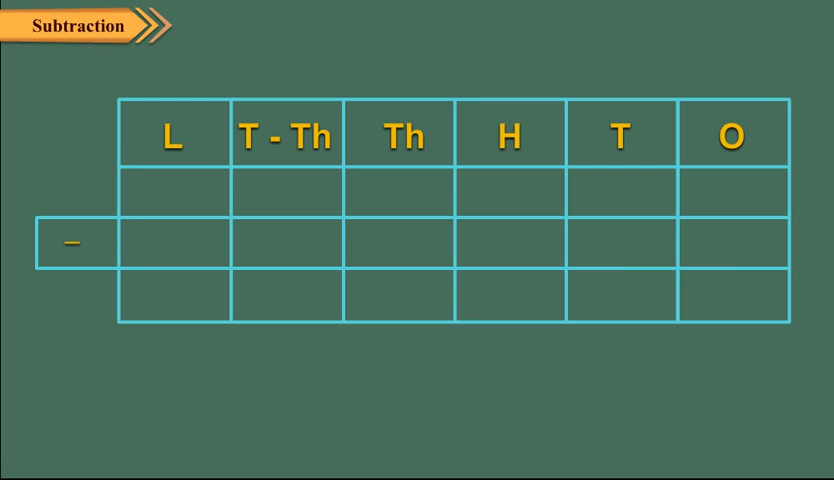 Subtraction
L T - Th Th H T O
–